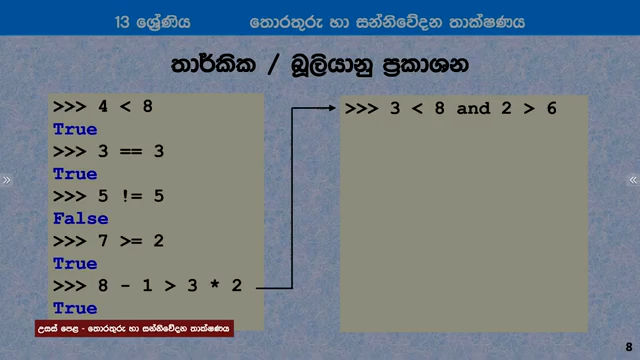 13 ශ්‍රේණිය තොරතුරු හා සන්නිවේදන තාක්ෂණය
තාර්කික / බූලියානු ප්‍රකාශන
>>> 4 < 8
True
>>> 3 == 3
True
>>> 5 != 5
False
>>> 7 >= 2
True
>>> 8 - 1 > 3 * 2
True
>>> 3 < 8 and 2 > 6
උසස් පෙළ - තොරතුරු හා සන්නිවේදන තාක්ෂණය
8